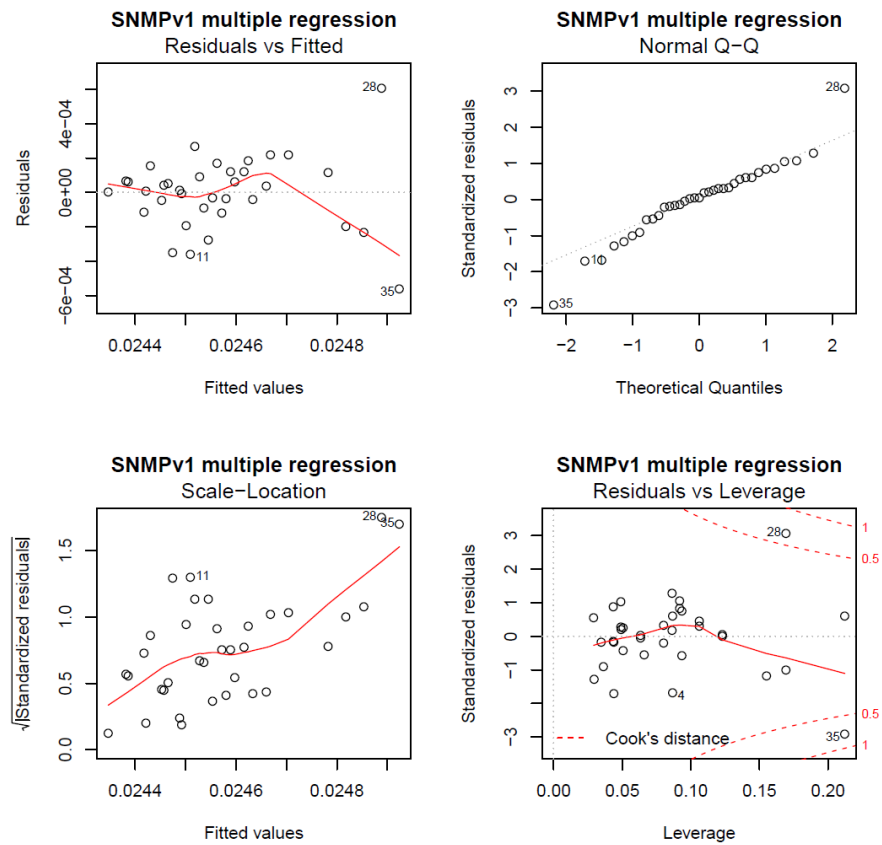 SNMPv1 multiple regression
Residuals vs Fitted
Residuals
4e−04
0e+00
−6e−04
28
11
35
0.0244
0.0246
0.0248
Fitted values
SNMPv1 multiple regression
Normal Q−Q
Standardized residuals
3
2
1
0
−1
−2
−3
28
35
−2
−1
0
1
2
Theoretical Quantiles
SNMPv1 multiple regression
Scale−Location
√|Standardized residuals|
1.5
1.0
0.5
0.0
28
35
11
0.0244
0.0246
0.0248
Fitted values
SNMPv1 multiple regression
Residuals vs Leverage
Standardized residuals
3
2
1
0
−1
−3
28
4
35
1
0.5
0.5
1
Cook's distance
0.00
0.05
0.10
0.15
0.20
Leverage